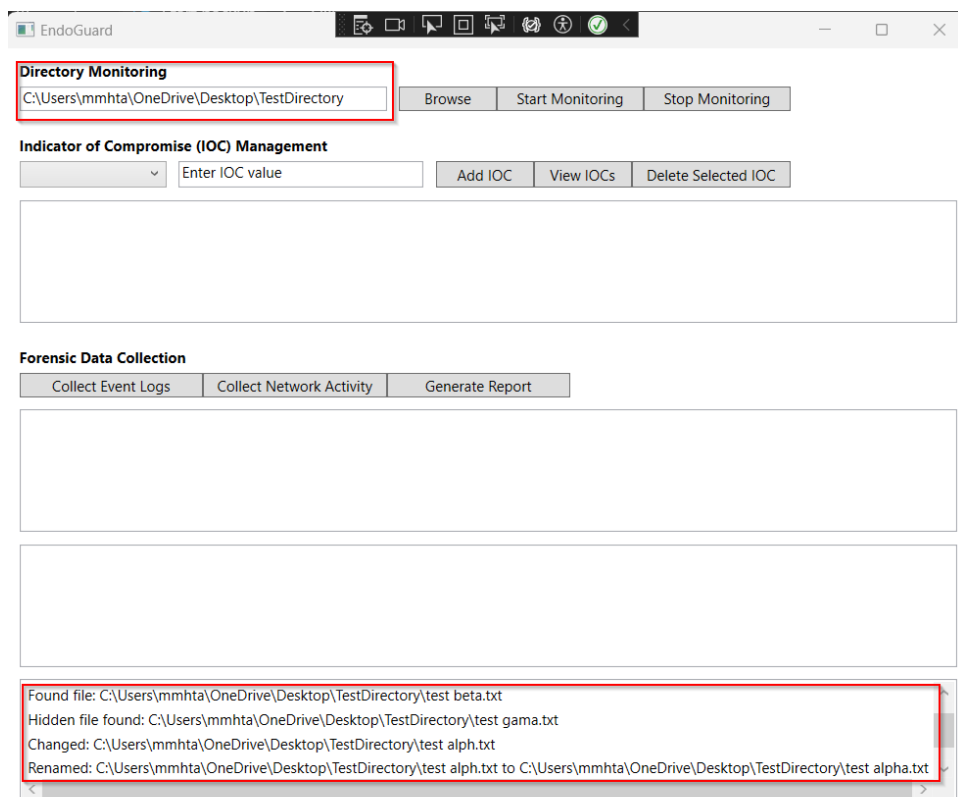 EndoGuard
Directory Monitoring
C:\Users\mmhta\OneDrive\Desktop\TestDirectory Browse Start Monitoring Stop Monitoring
Indicator of Compromise (IOC) Management
Enter IOC value Add IOC View IOCs Delete Selected IOC
Forensic Data Collection
Collect Event Logs Collect Network Activity Generate Report
Found file: C:\Users\mmhta\OneDrive\Desktop\TestDirectory\test beta.txt
Hidden file found: C:\Users\mmhta\OneDrive\Desktop\TestDirectory\test gama.txt
Changed: C:\Users\mmhta\OneDrive\Desktop\TestDirectory\test alph.txt
Renamed: C:\Users\mmhta\OneDrive\Desktop\TestDirectory\test alph.txt to C:\Users\mmhta\OneDrive\Desktop\TestDirectory\test alpha.txt